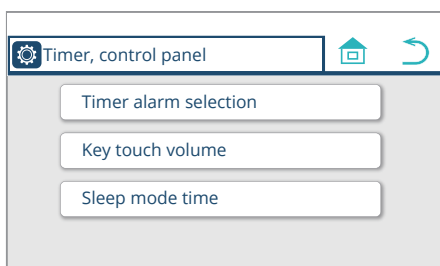 Timer, control panel
Timer alarm selection
Key touch volume
Sleep mode time